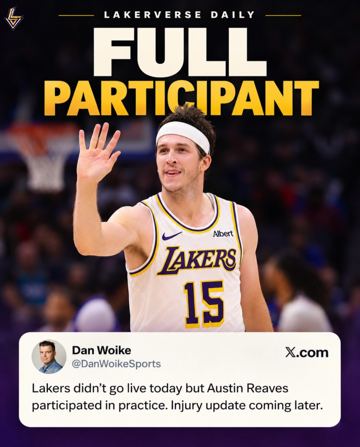 LAKERVERSE DAILY
FULL
PARTICIPANT
Albert
LAKERS
15
Dan Woike
@DanWoikeSports
X.com
Lakers didn’t go live today but Austin Reaves
participated in practice. Injury update coming later.